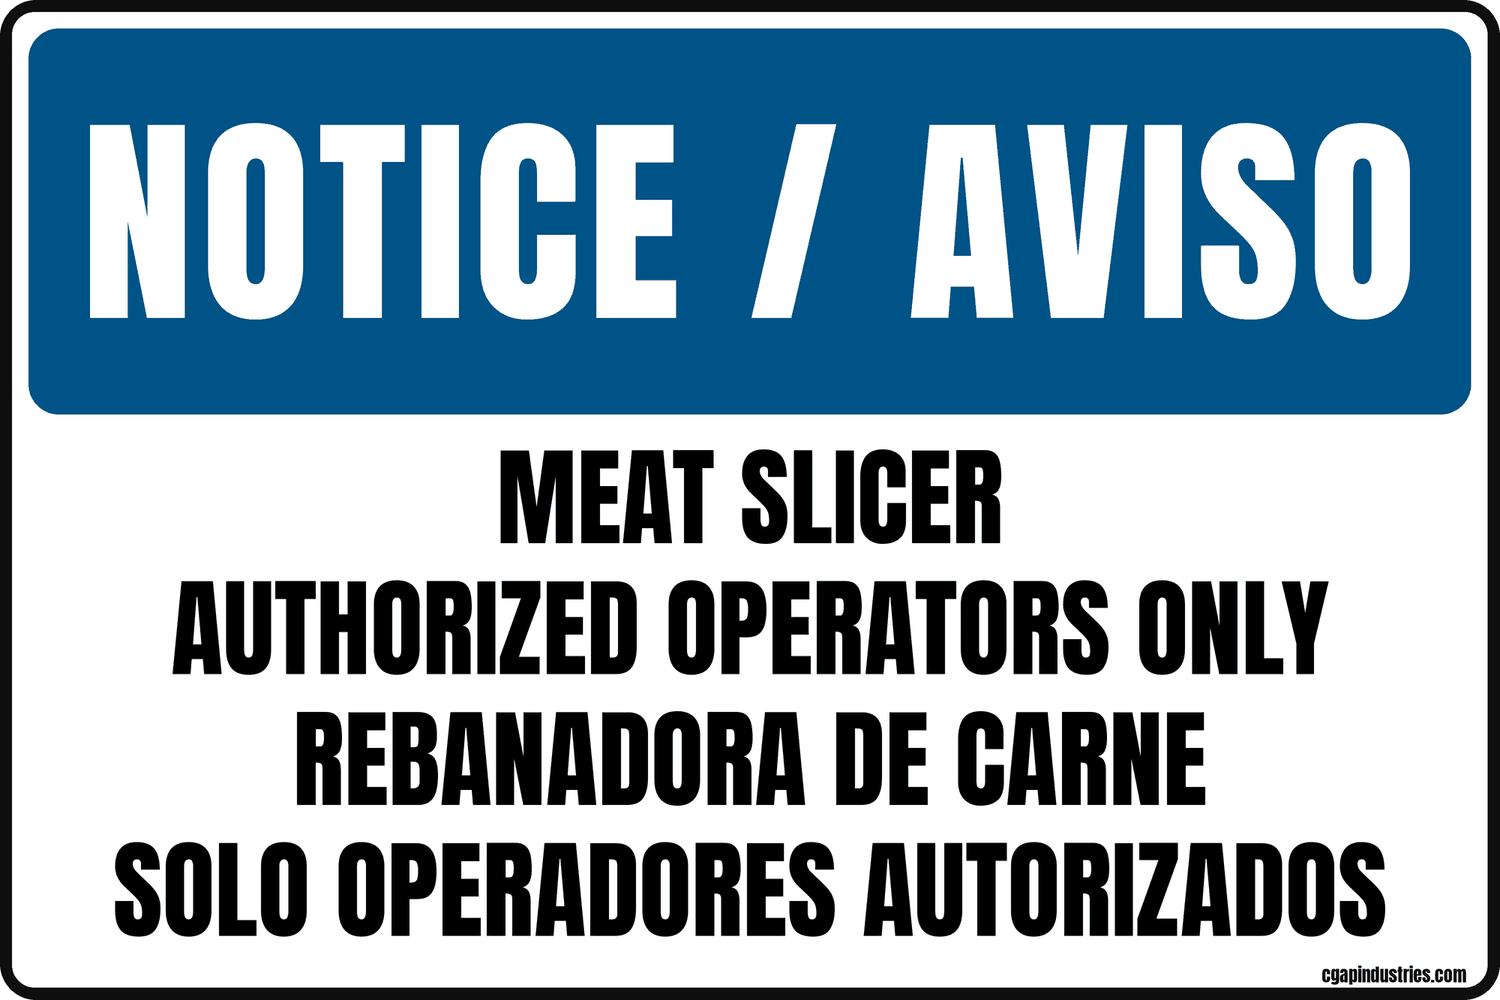 NOTICE / AVISO
MEAT SLICER
AUTHORIZED OPERATORS ONLY
REBANADORA DE CARNE
SOLO OPERADORES AUTORIZADOS
cgapindustries.com